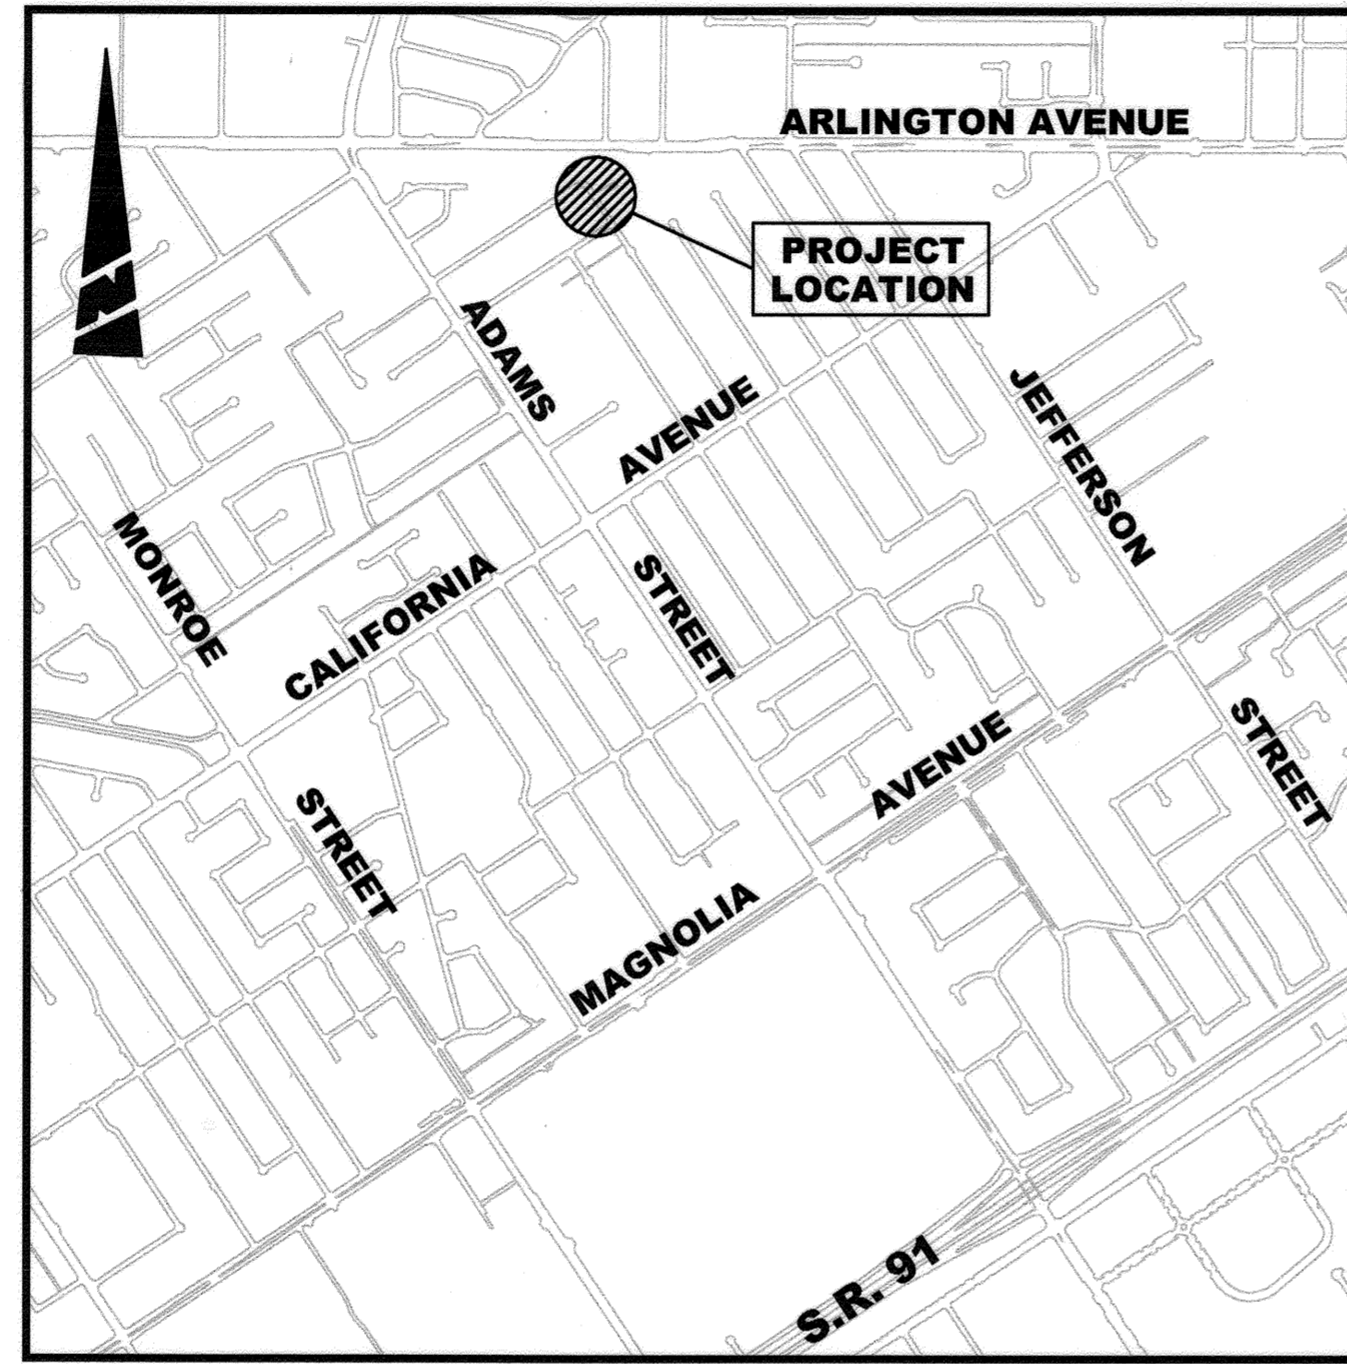 ARLINGTON AVENUE
PROJECT
LOCATION
N
ADAMS
STREET
JEFFERSON
STREET
MONROE
STREET
CALIFORNIA
AVENUE
MAGNOLIA
AVENUE
S.R. 91